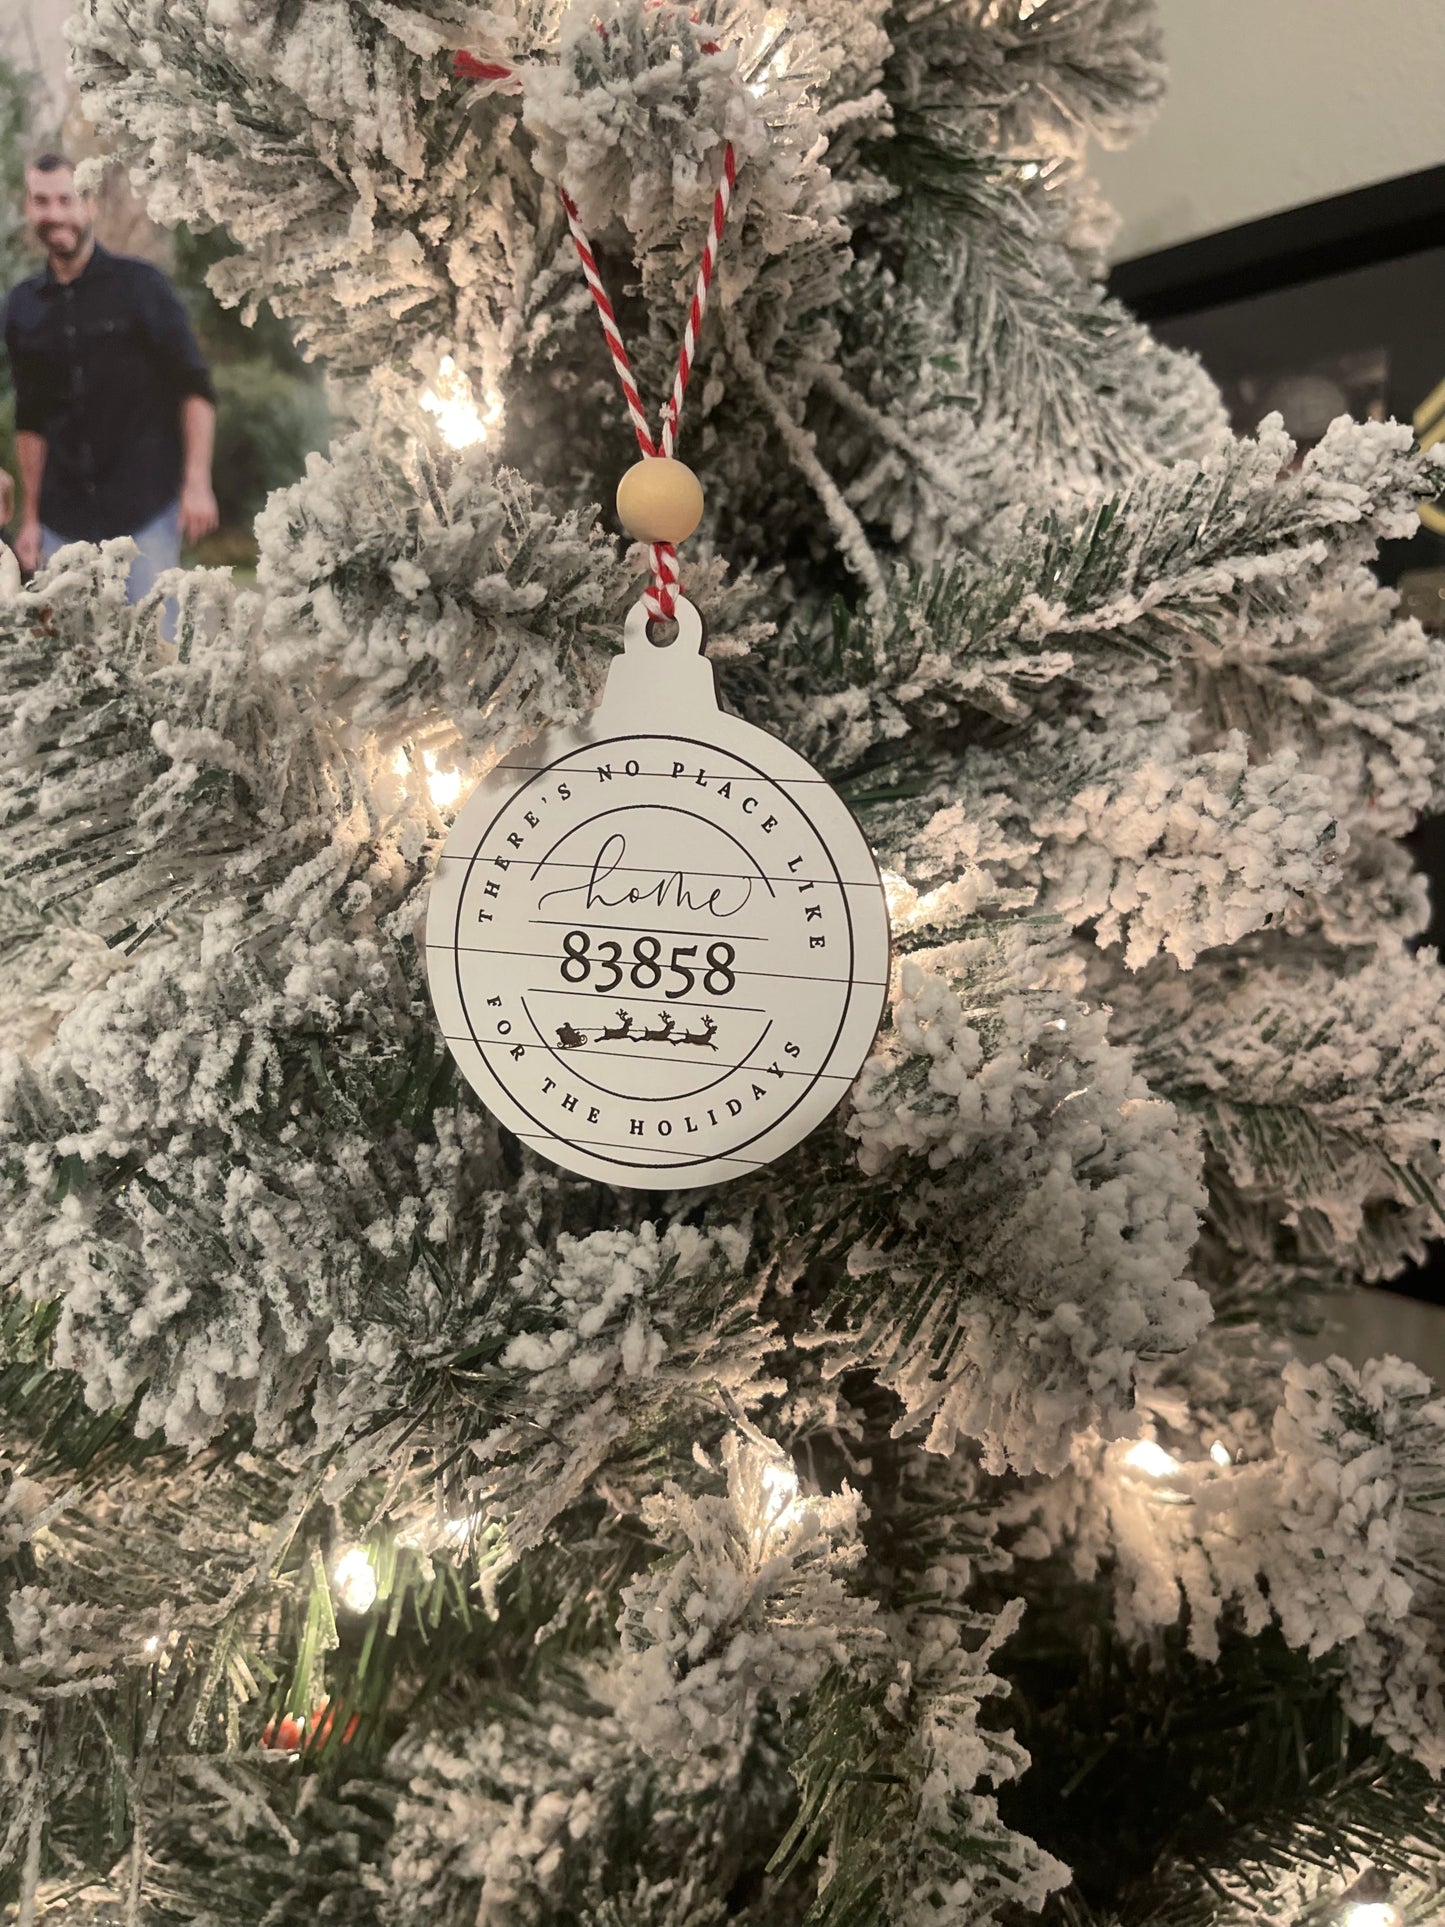 THERE'S NO PLACE LIKE
home
83858
FOR THE HOLIDAYS